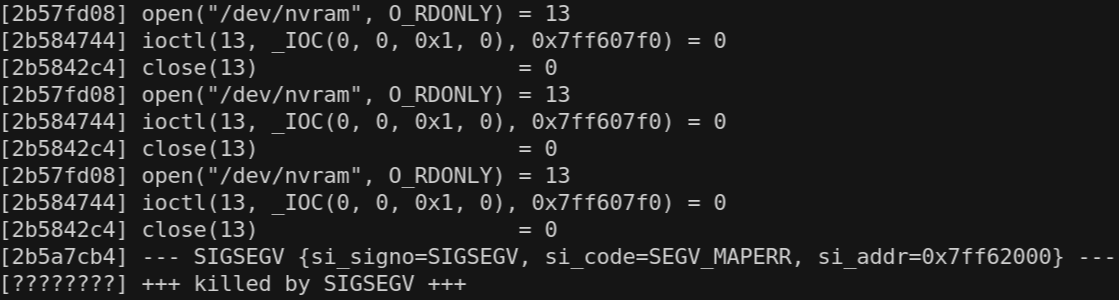 [2b57fd08] open("/dev/nvram", O_RDONLY) = 13
[2b584744] ioctl(13, _IOC(0, 0, 0x1, 0), 0x7ff607f0) = 0
[2b5842c4] close(13)                    = 0
[2b57fd08] open("/dev/nvram", O_RDONLY) = 13
[2b584744] ioctl(13, _IOC(0, 0, 0x1, 0), 0x7ff607f0) = 0
[2b5842c4] close(13)                    = 0
[2b57fd08] open("/dev/nvram", O_RDONLY) = 13
[2b584744] ioctl(13, _IOC(0, 0, 0x1, 0), 0x7ff607f0) = 0
[2b5842c4] close(13)                    = 0
[2b5a7cb4] --- SIGSEGV {si_signo=SIGSEGV, si_code=SEGV_MAPERR, si_addr=0x7ff62000} ---
[????????] +++ killed by SIGSEGV +++